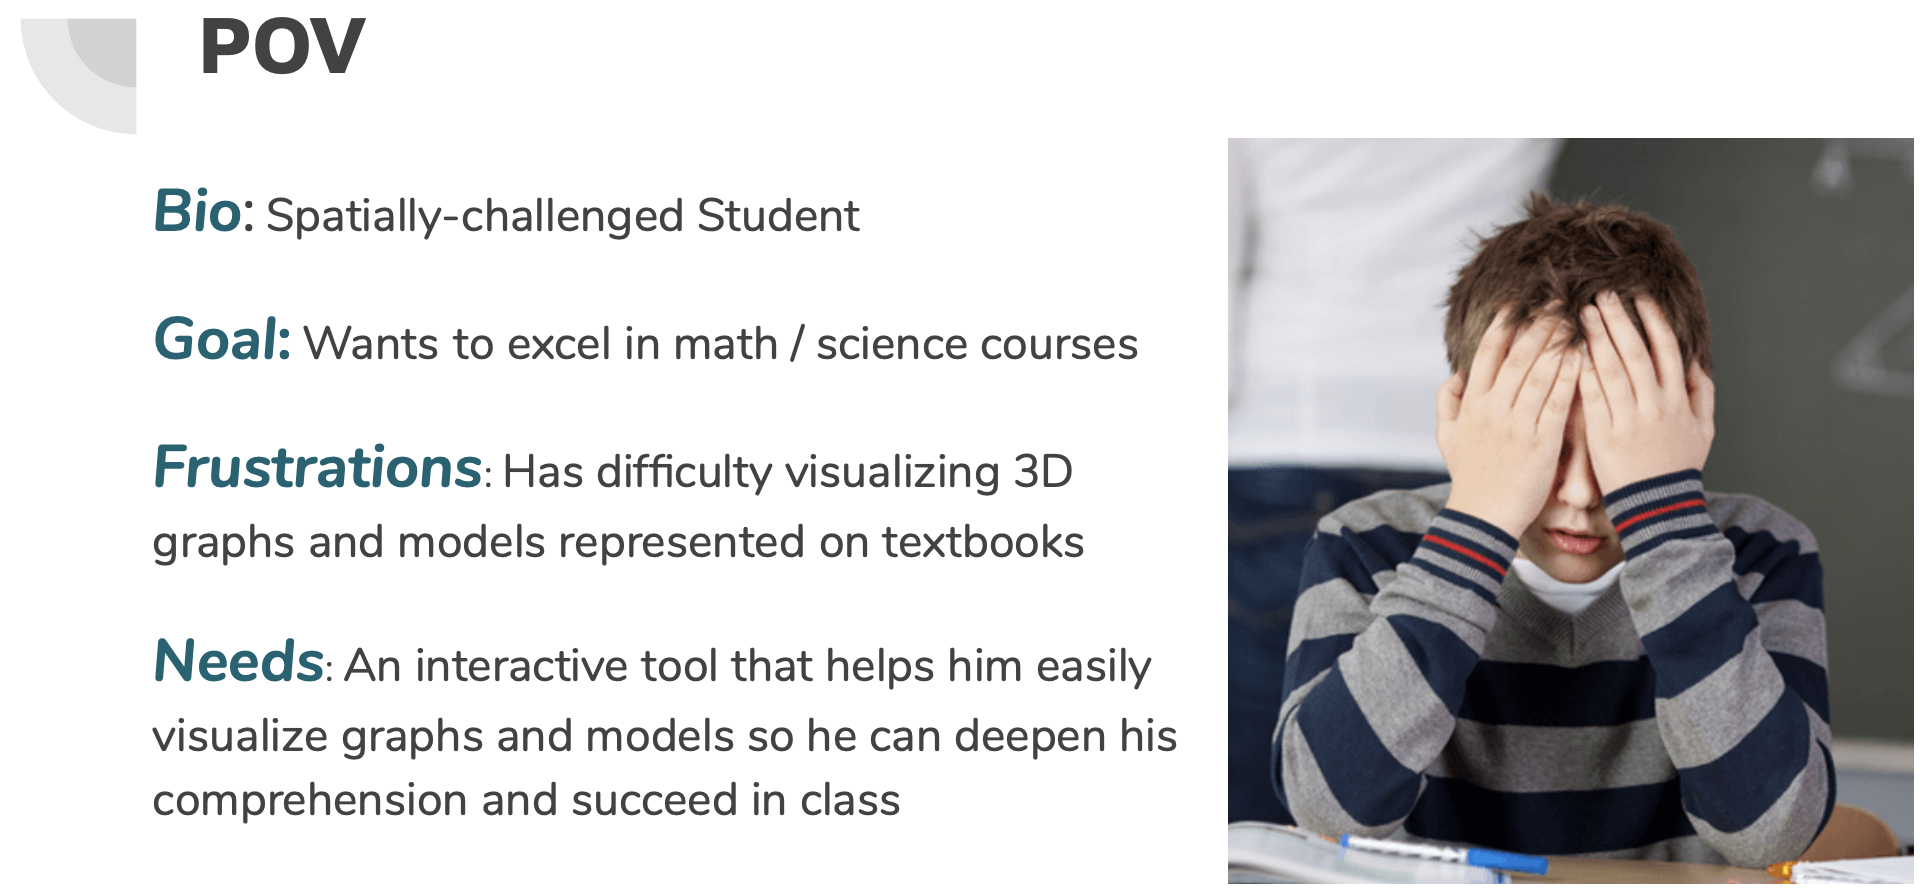 POV
Bio: Spatially-challenged Student
Goal: Wants to excel in math / science courses
Frustrations: Has difficulty visualizing 3D
graphs and models represented on textbooks
Needs: An interactive tool that helps him easily
visualize graphs and models so he can deepen his
comprehension and succeed in class